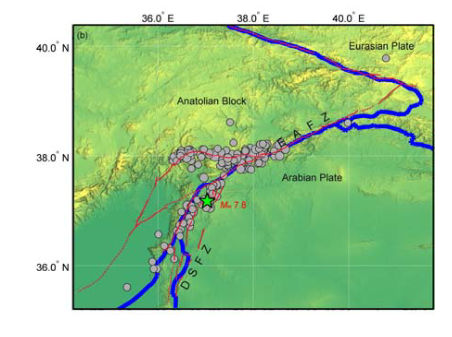 36.0° E 38.0° E 40.0° E
(b)
40.0° N
Eurasian Plate
Anatolian Block
E A F Z
38.0° N
Arabian Plate
Mw 7.8
36.0° N
D S F Z